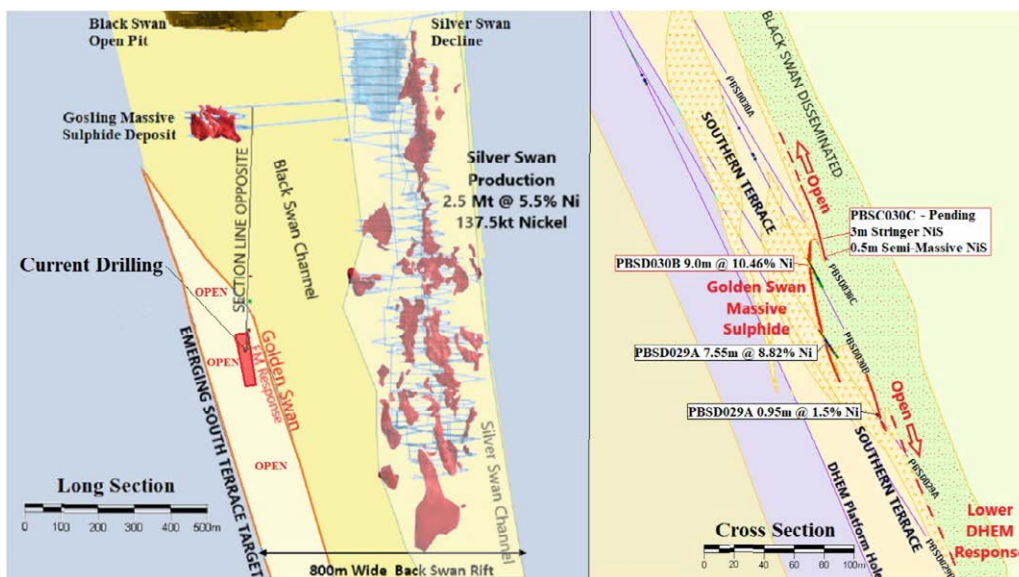 Black Swan
Open Pit
Silver Swan
Decline
Gosling Massive
Sulphide Deposit
SECTION LINE OPPOSITE
Black Swan Channel
Silver Swan
Production
2.5 Mt @ 5.5% Ni
137.5kt Nickel
Current Drilling
OPEN
OPEN
OPEN
Golden Swan
EM Response
EMERGING SOUTH TERRACE TARGET
Silver Swan Channel
Long Section
0 100 200 300 400 500m
800m Wide Back Swan Rift
BLACK SWAN DISSEMINATED
PBSD030A
SOUTHERN TERRACE
Open
PBSC030C - Pending
3m Stringer NiS
0.5m Semi-Massive NiS
PBSD030B 9.0m @ 10.46% Ni
PBSD030C
Golden Swan
Massive
Sulphide
PBSD029A 7.55m @ 8.82% Ni
PBSD030B
PBSD029A 0.95m @ 1.5% Ni
Open
SOUTHERN TERRACE
PBSD029A
DHEM Platform Hole
Lower
DHEM
Response
Cross Section
0 20 40 60 80 100m